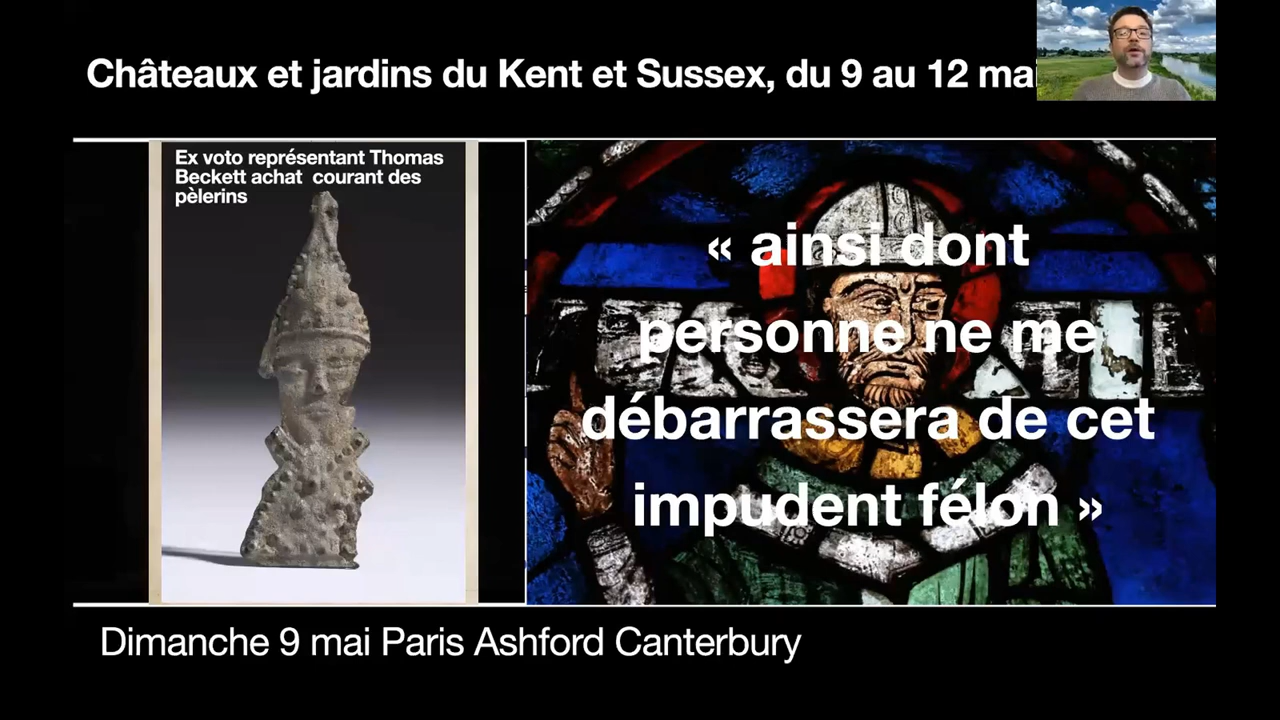 Châteaux et jardins du Kent et Sussex, du 9 au 12 mai
Ex voto représentant Thomas
Beckett achat courant des
pèlerins
« ainsi dont
personne ne me
débarrassera de cet
impudent félon »
Dimanche 9 mai Paris Ashford Canterbury